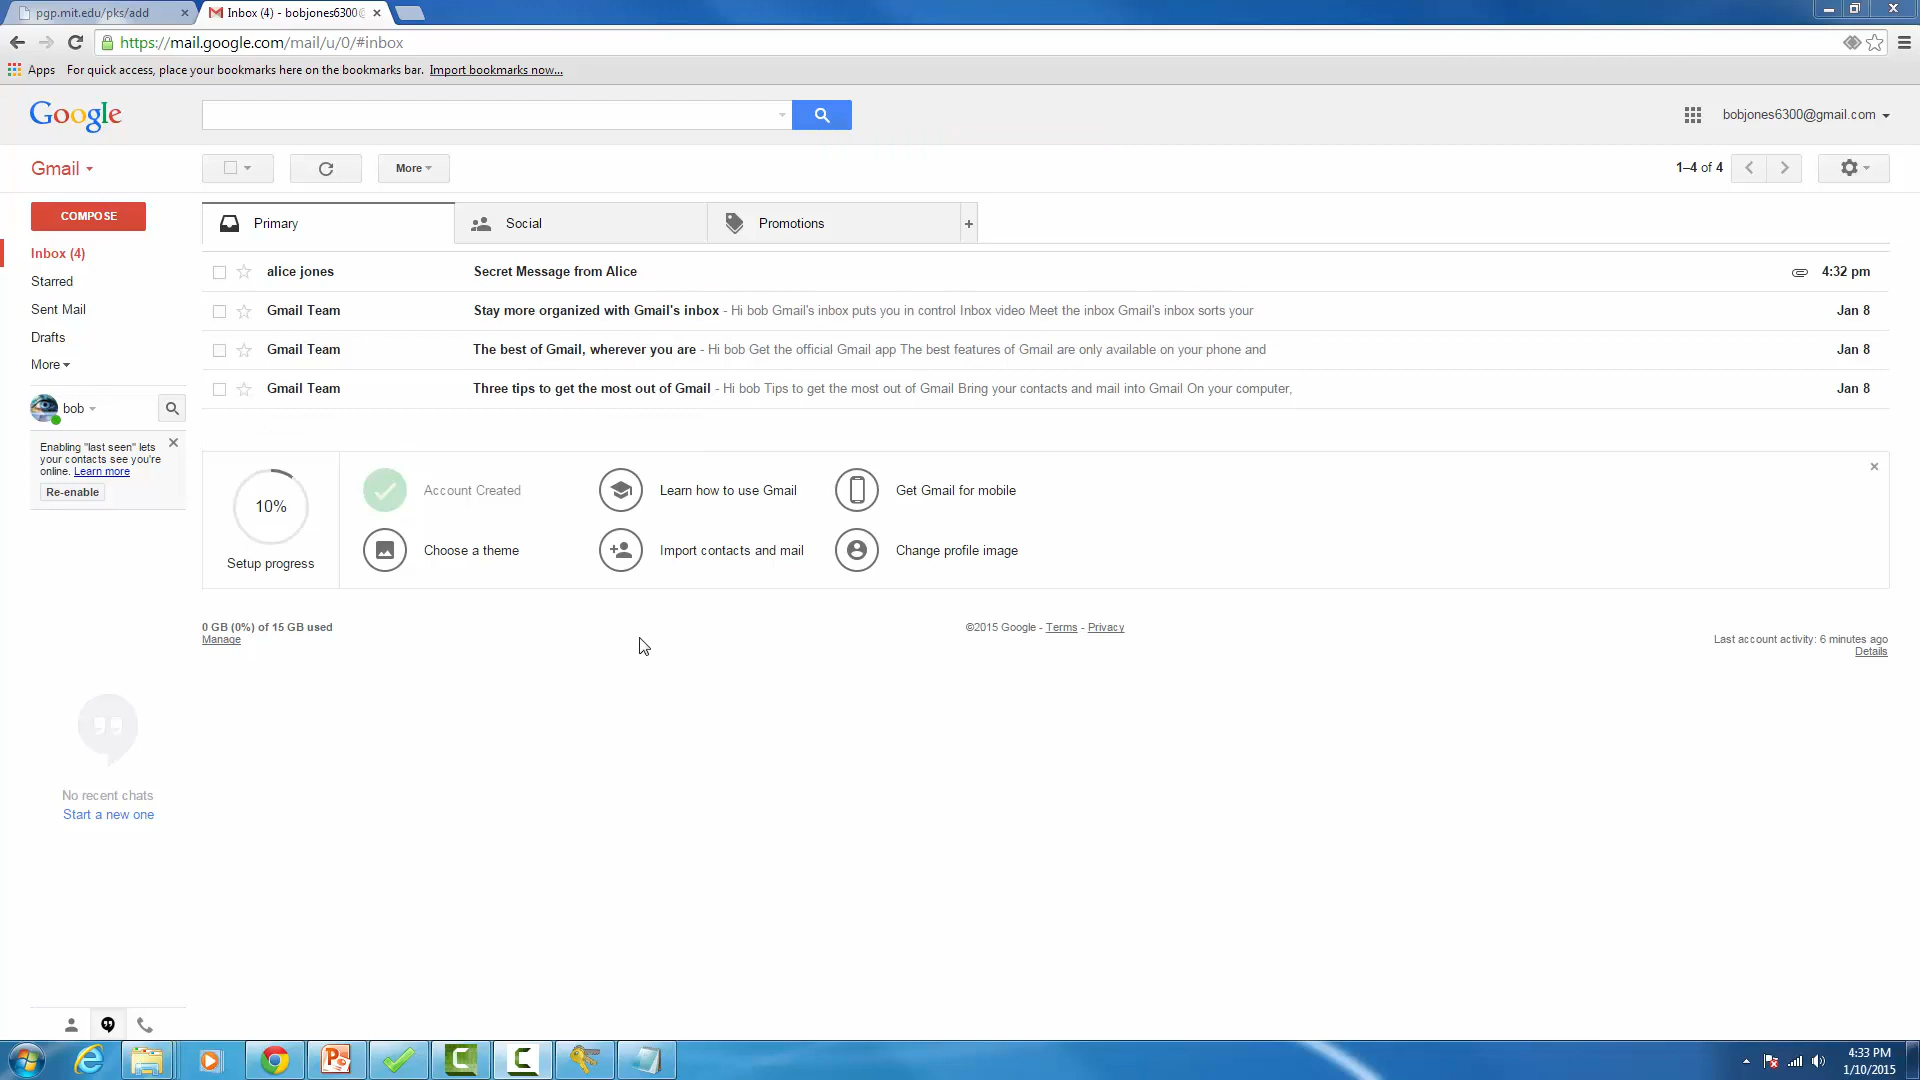 pgp.mit.edu/pks/add
Inbox (4) - bobjones6300@
https://mail.google.com/mail/u/0/#inbox
Apps For quick access, place your bookmarks here on the bookmarks bar. Import bookmarks now...
Google
bobjones6300@gmail.com
Gmail
More
1–4 of 4
COMPOSE
Primary
Social
Promotions
Inbox (4)
Starred
Sent Mail
Drafts
More
alice jones Secret Message from Alice 4:32 pm
Gmail Team Stay more organized with Gmail's inbox - Hi bob Gmail's inbox puts you in control Inbox video Meet the inbox Gmail's inbox sorts your Jan 8
Gmail Team The best of Gmail, wherever you are - Hi bob Get the official Gmail app The best features of Gmail are only available on your phone and Jan 8
Gmail Team Three tips to get the most out of Gmail - Hi bob Tips to get the most out of Gmail Bring your contacts and mail into Gmail On your computer, Jan 8
bob
Enabling "last seen" lets
your contacts see you're
online. Learn more
Re-enable
10%
Setup progress
Account Created
Learn how to use Gmail
Get Gmail for mobile
Choose a theme
Import contacts and mail
Change profile image
0 GB (0%) of 15 GB used
Manage
©2015 Google - Terms - Privacy
Last account activity: 6 minutes ago
Details
No recent chats
Start a new one
4:33 PM
1/10/2015